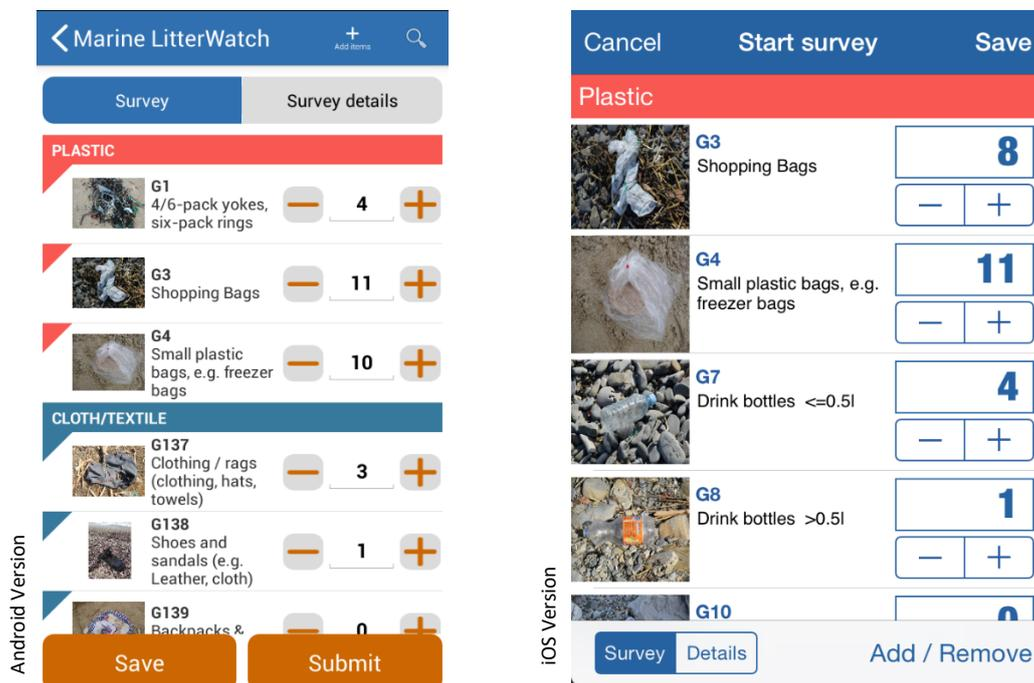 Marine LitterWatch
Add items
Survey
Survey details
PLASTIC
G1
4/6-pack yokes,
six-pack rings
4
G3
Shopping Bags
11
G4
Small plastic
bags, e.g. freezer
bags
10
CLOTH/TEXTILE
G137
Clothing / rags
(clothing, hats,
towels)
3
G138
Shoes and
sandals (e.g.
Leather, cloth)
1
G139
Backpacks &
0
Save
Submit
Android Version
Cancel
Start survey
Save
Plastic
G3
Shopping Bags
8
G4
Small plastic bags, e.g.
freezer bags
11
G7
Drink bottles <=0.5l
4
G8
Drink bottles >0.5l
1
G10
Survey
Details
Add / Remove
iOS Version